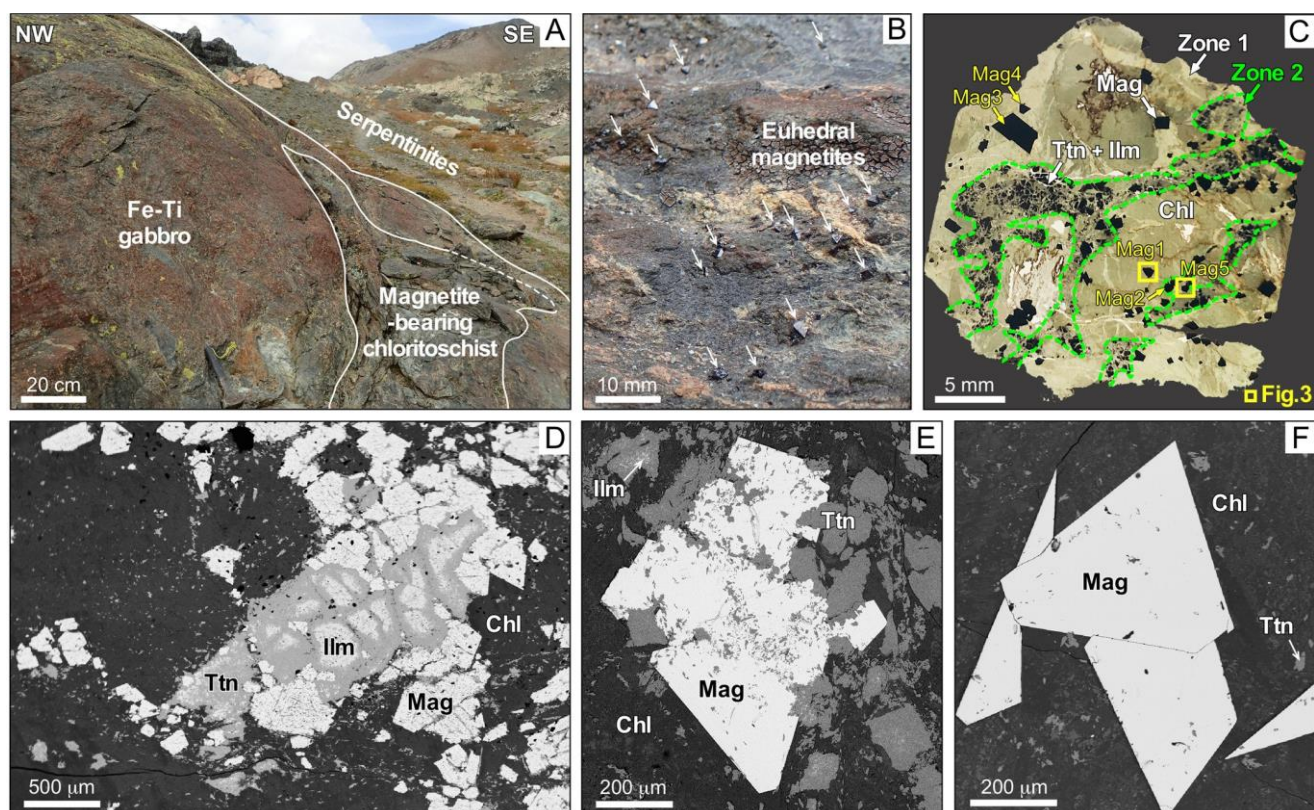 NW
SE
A
Serpentinites
Fe-Ti
gabbro
Magnetite
-bearing
chloritoschist
20 cm
B
Euhedral
magnetites
10 mm
C
Zone 1
Zone 2
Mag4
Mag3
Mag
Ttn + Ilm
Chl
Mag1
Mag5
Mag2
5 mm
Fig.3
D
Ilm
Chl
Ttn
Mag
500 μm
E
Ilm
Ttn
Mag
Chl
200 μm
F
Chl
Mag
Ttn
200 μm